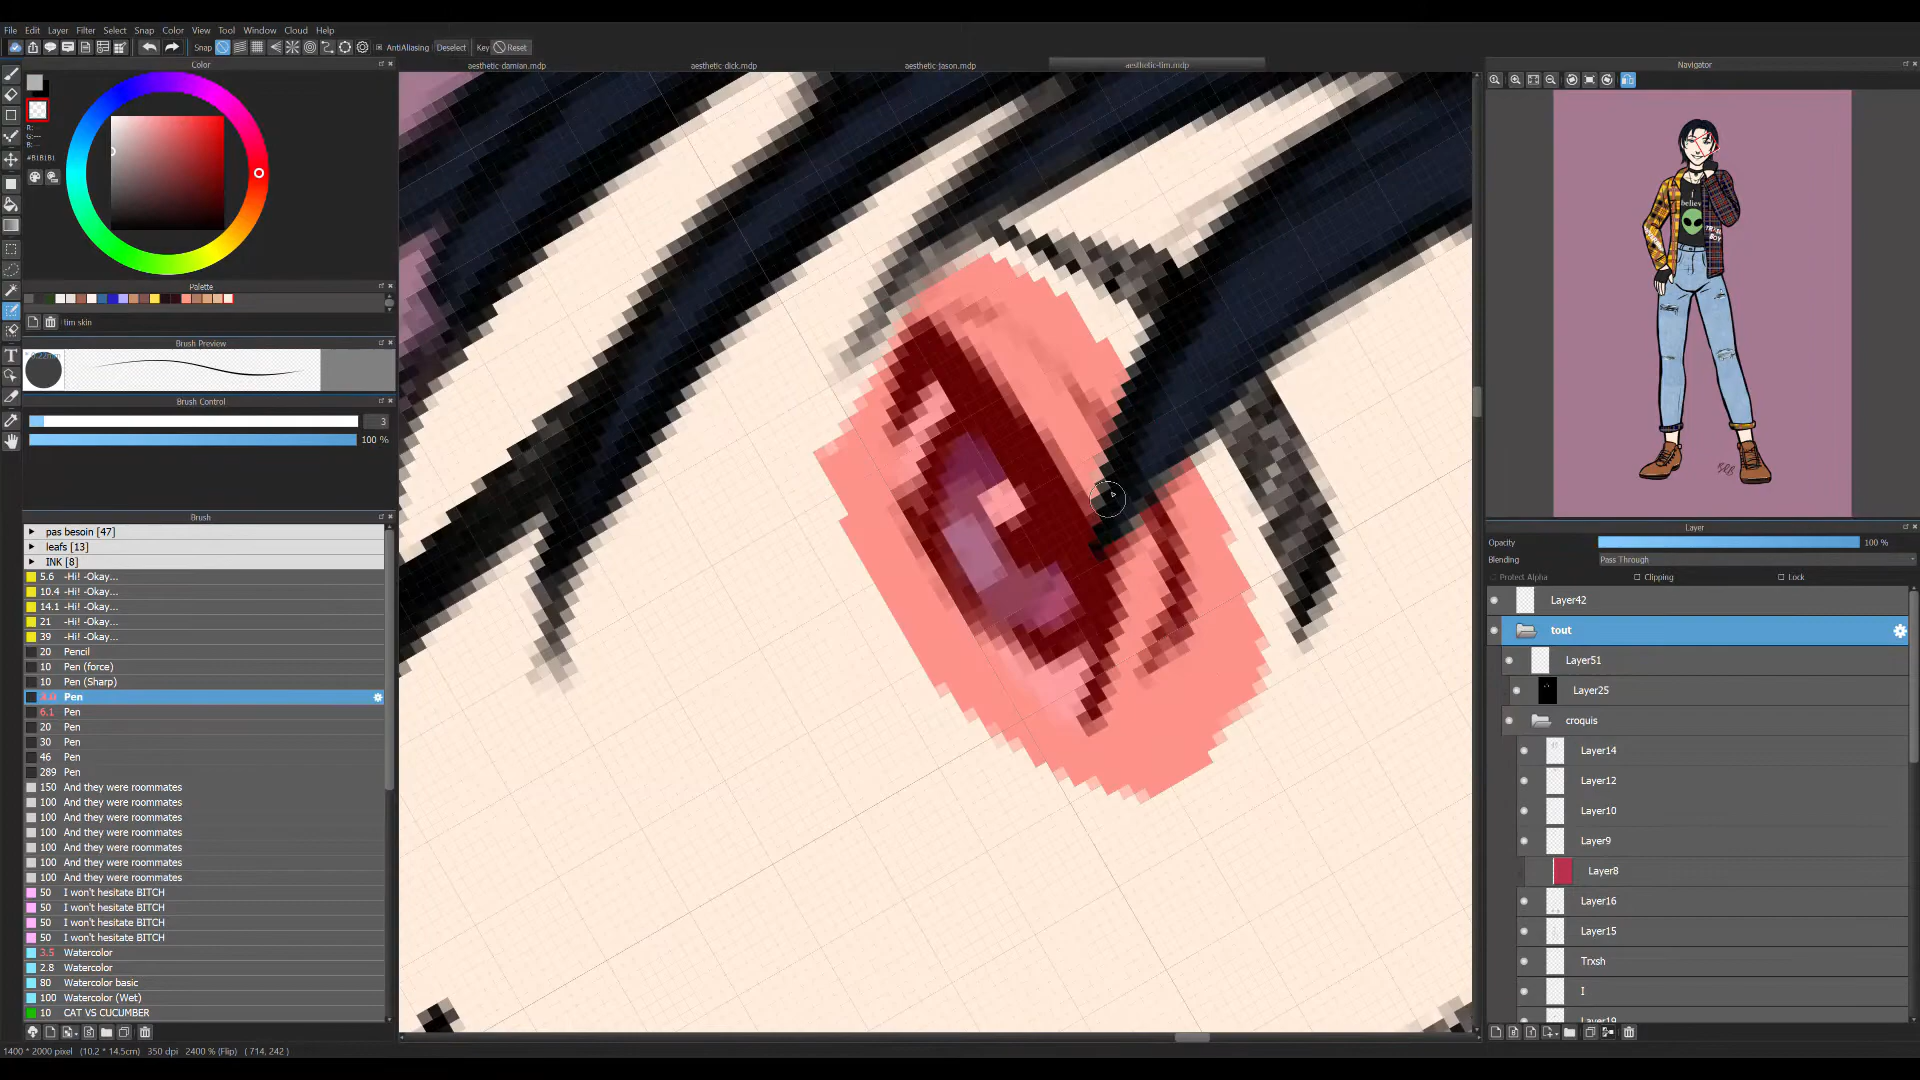 File Edit Layer Filter Select Snap Color View Tool Window Cloud Help
Snap AntiAliasing Deselect Key Reset
Color
aesthetic damian.mdp aesthetic dick.mdp aesthetic jason.mdp aesthetic-tim.mdp
Navigator
R: ---
G: ---
B: ---
#B1B1B1
Palette
tim skin
Brush Preview
0.22mm
Brush Control
3
100 %
Brush
pas besoin [47]
leafs [13]
INK [8]
5.6 -Hi! -Okay...
10.4 -Hi! -Okay...
14.1 -Hi! -Okay...
21 -Hi! -Okay...
39 -Hi! -Okay...
20 Pencil
10 Pen (force)
10 Pen (Sharp)
Pen
6.1 Pen
20 Pen
30 Pen
46 Pen
289 Pen
150 And they were roommates
100 And they were roommates
100 And they were roommates
100 And they were roommates
100 And they were roommates
100 And they were roommates
100 And they were roommates
50 I won't hesitate BITCH
50 I won't hesitate BITCH
50 I won't hesitate BITCH
50 I won't hesitate BITCH
3.5 Watercolor
2.8 Watercolor
80 Watercolor basic
100 Watercolor (Wet)
10 CAT VS CUCUMBER
1400 * 2000 pixel (10.2 * 14.5cm) 350 dpi 2400 % (Flip) ( 714, 242 )
I
believe
BOY
Layer
Opacity 100 %
Blending Pass Through
Protect Alpha Clipping Lock
Layer42
tout
Layer51
Layer25
croquis
Layer14
Layer12
Layer10
Layer9
Layer8
Layer16
Layer15
Trxsh
I
Layer19